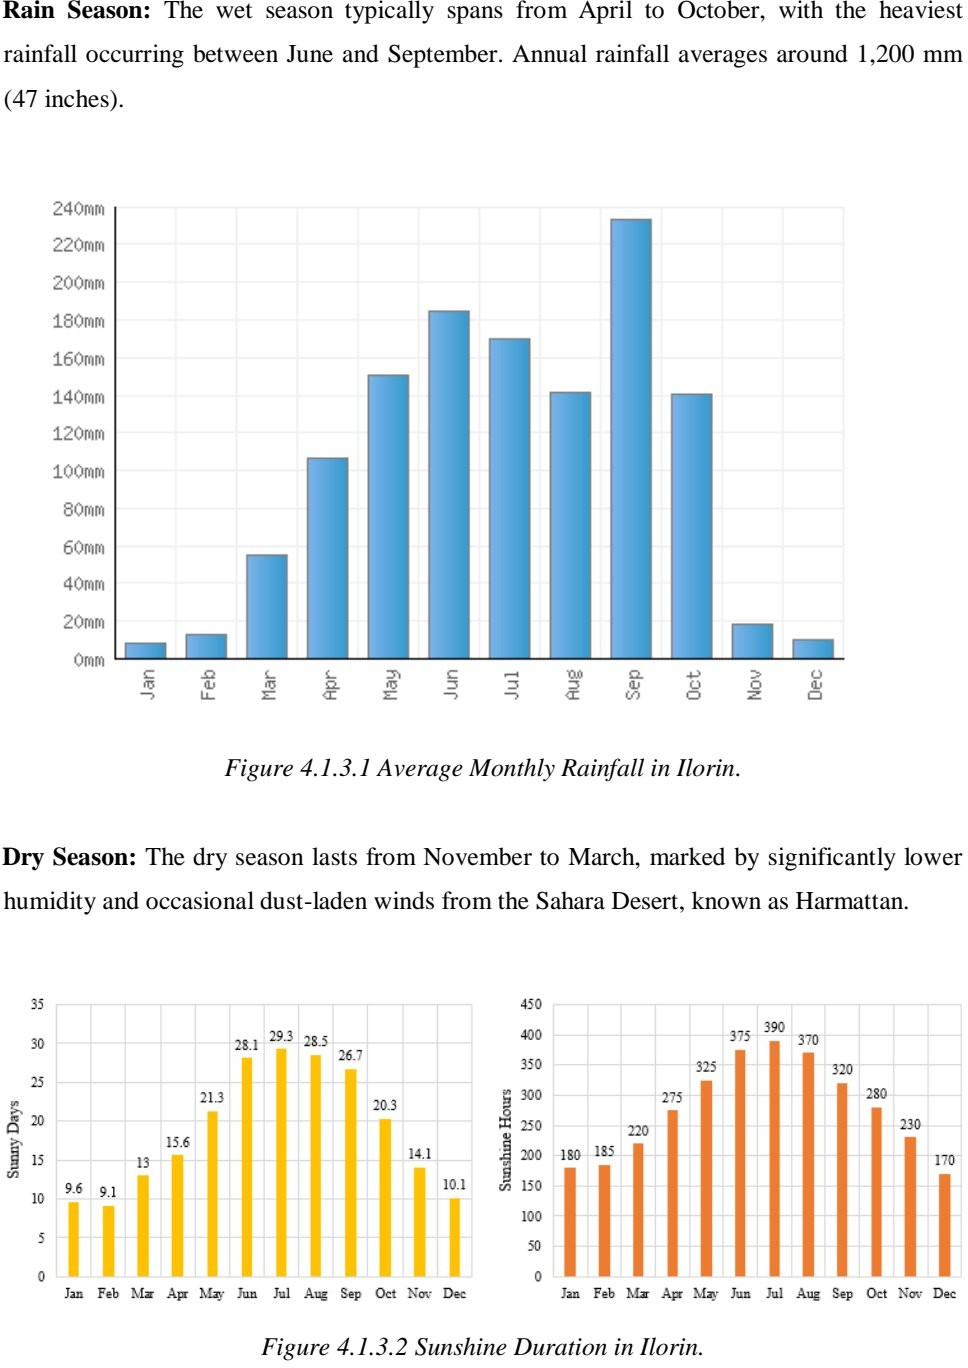 Rain Season: The wet season typically spans from April to October, with the heaviest
rainfall occurring between June and September. Annual rainfall averages around 1,200 mm
(47 inches).
240mm
220mm
200mm
180mm
160mm
140mm
120mm
100mm
80mm
60mm
40mm
20mm
0mm
Jan Feb Mar Apr May Jun Jul Aug Sep Oct Nov Dec
Figure 4.1.3.1 Average Monthly Rainfall in Ilorin.
Dry Season: The dry season lasts from November to March, marked by significantly lower
humidity and occasional dust-laden winds from the Sahara Desert, known as Harmattan.
Sunny Days
35
30
25
20
15
10
5
0
9.6 9.1 13 15.6 21.3 28.1 29.3 28.5 26.7 20.3 14.1 10.1
Jan Feb Mar Apr May Jun Jul Aug Sep Oct Nov Dec
Sunshine Hours
450
400
350
300
250
200
150
100
50
0
180 185 220 275 325 375 390 370 320 280 230 170
Jan Feb Mar Apr May Jun Jul Aug Sep Oct Nov Dec
Figure 4.1.3.2 Sunshine Duration in Ilorin.